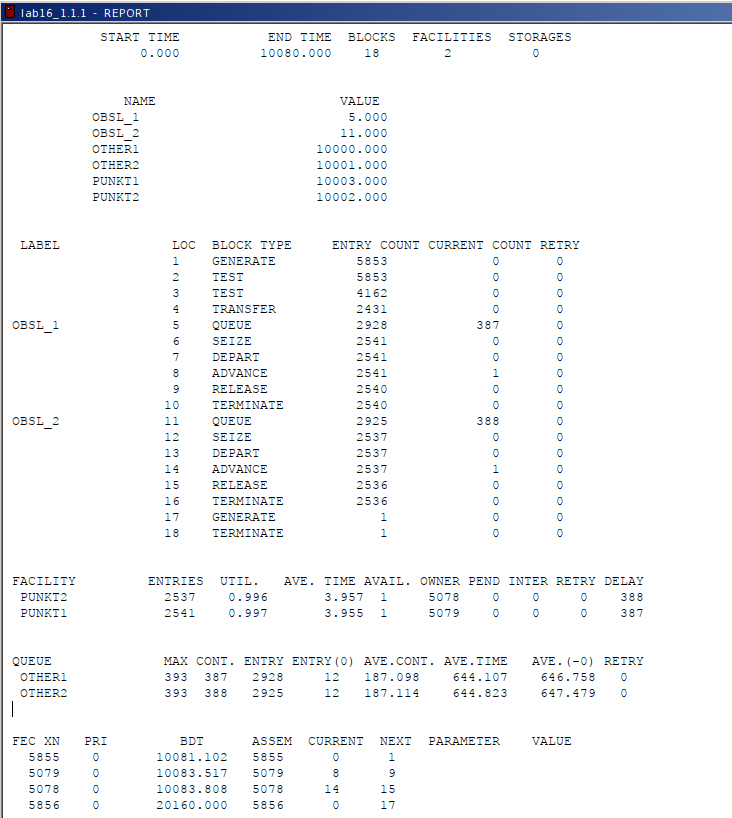 lab16_1.1.1 - REPORT
START TIME END TIME BLOCKS FACILITIES STORAGES
0.000 10080.000 18 2 0
NAME VALUE
OBSL_1 5.000
OBSL_2 11.000
OTHER1 10000.000
OTHER2 10001.000
PUNKT1 10003.000
PUNKT2 10002.000
LABEL LOC BLOCK TYPE ENTRY COUNT CURRENT COUNT RETRY
1 GENERATE 5853 0 0
2 TEST 5853 0 0
3 TEST 4162 0 0
4 TRANSFER 2431 0 0
OBSL_1 5 QUEUE 2928 387 0
6 SEIZE 2541 0 0
7 DEPART 2541 0 0
8 ADVANCE 2541 1 0
9 RELEASE 2540 0 0
10 TERMINATE 2540 0 0
OBSL_2 11 QUEUE 2925 388 0
12 SEIZE 2537 0 0
13 DEPART 2537 0 0
14 ADVANCE 2537 1 0
15 RELEASE 2536 0 0
16 TERMINATE 2536 0 0
17 GENERATE 1 0 0
18 TERMINATE 1 0 0
FACILITY ENTRIES UTIL. AVE. TIME AVAIL. OWNER PEND INTER RETRY DELAY
PUNKT2 2537 0.996 3.957 1 5078 0 0 0 388
PUNKT1 2541 0.997 3.955 1 5079 0 0 0 387
QUEUE MAX CONT. ENTRY ENTRY(0) AVE.CONT. AVE.TIME AVE.(-0) RETRY
OTHER1 393 387 2928 12 187.098 644.107 646.758 0
OTHER2 393 388 2925 12 187.114 644.823 647.479 0
FEC XN PRI BDT ASSEM CURRENT NEXT PARAMETER VALUE
5855 0 10081.102 5855 0 1
5079 0 10083.517 5079 8 9
5078 0 10083.808 5078 14 15
5856 0 20160.000 5856 0 17